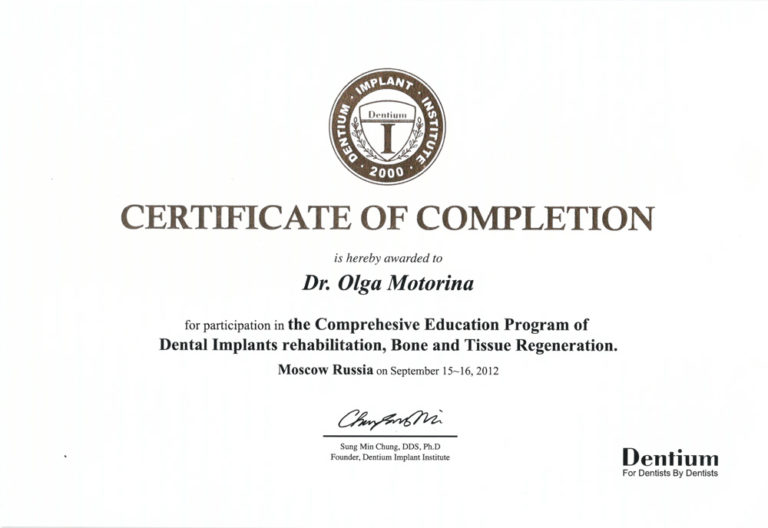 DENTIUM · IMPLANT · INSTITUTE
Dentium
I
· 2000 ·
CERTIFICATE OF COMPLETION
is hereby awarded to
Dr. Olga Motorina
for participation in the Comprehesive Education Program of
Dental Implants rehabilitation, Bone and Tissue Regeneration.
Moscow Russia on September 15~16, 2012
Sung Min Chung, DDS, Ph.D
Founder, Dentium Implant Institute
Dentium
For Dentists By Dentists